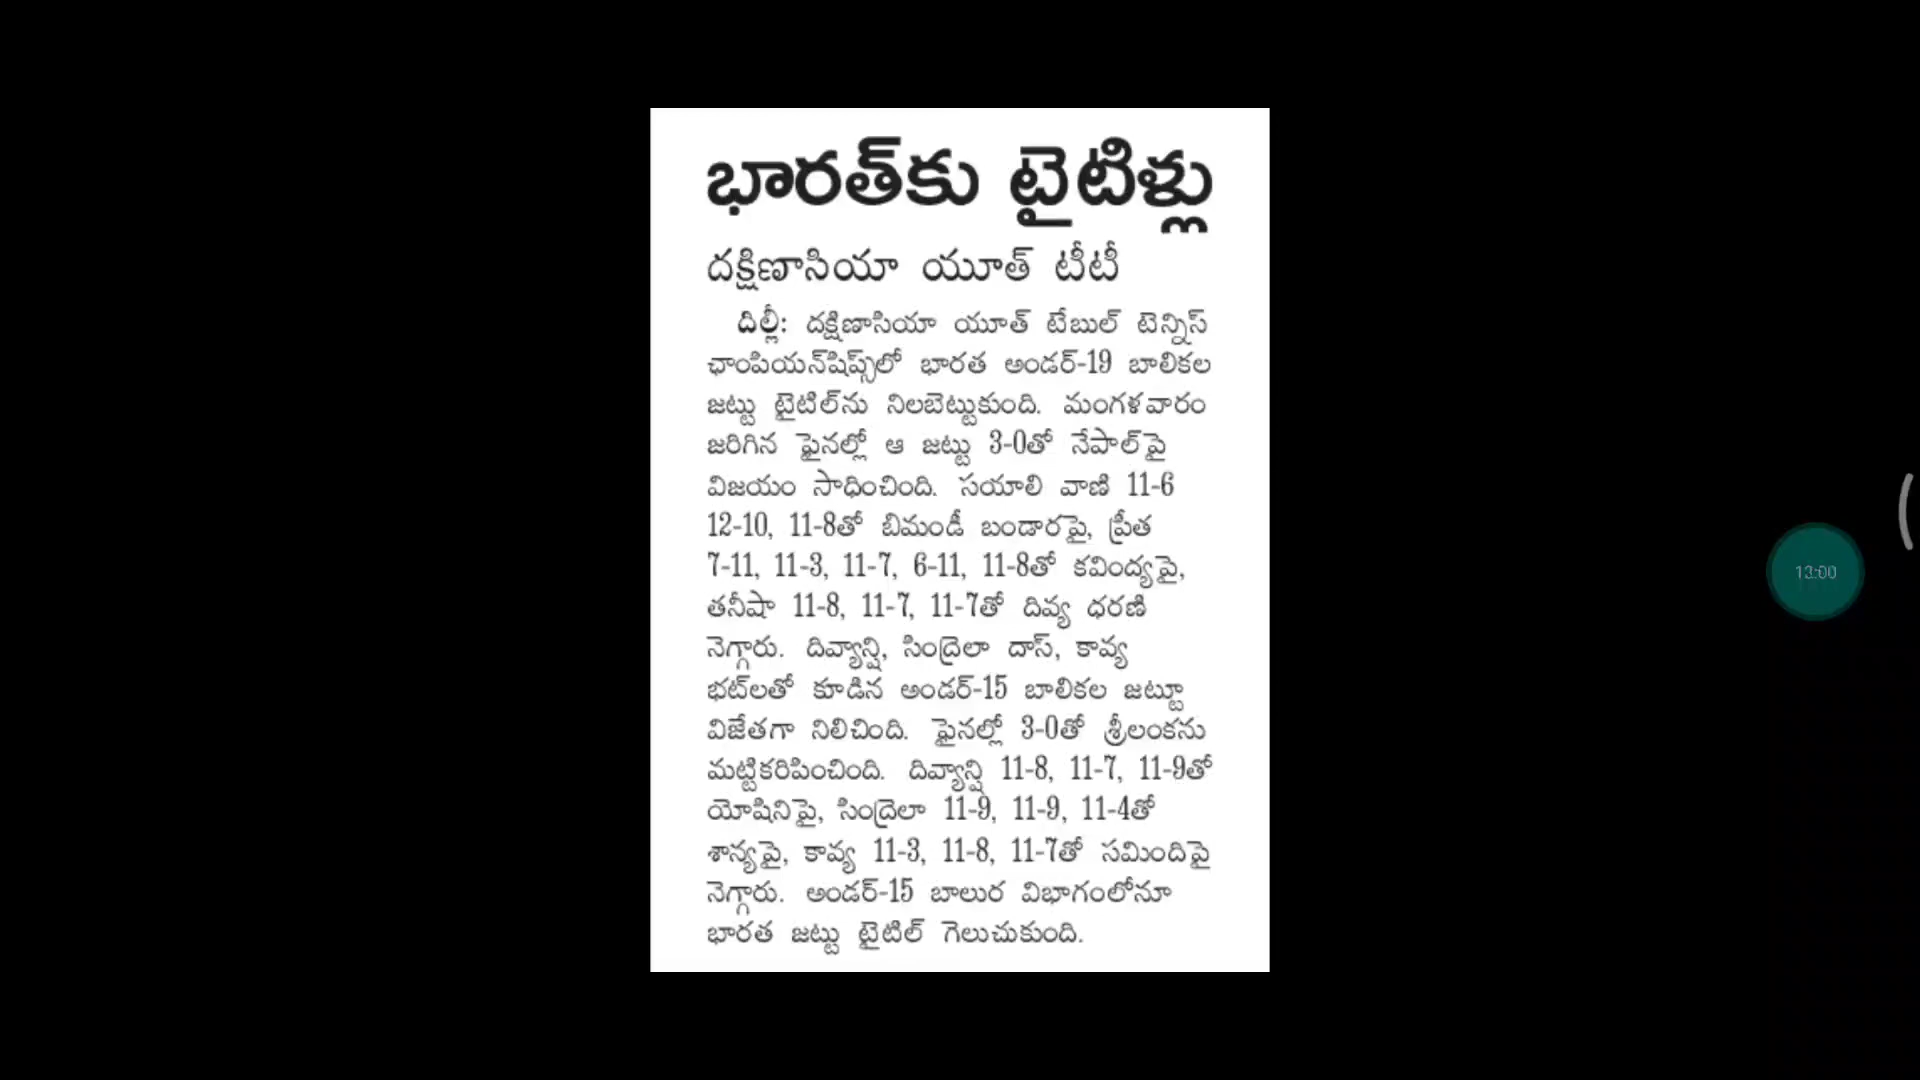 భారత్‌కు టైటిళ్లు
దక్షిణాసియా యూత్ టీటీ
దిల్లీ: దక్షిణాసియా యూత్ టేబుల్ టెన్నిస్
ఛాంపియన్‌షిప్స్‌లో భారత అండర్-19 బాలికల
జట్టు టైటిల్‌ను నిలబెట్టుకుంది. మంగళవారం
జరిగిన ఫైనల్లో ఆ జట్టు 3-0తో నేపాల్‌పై
విజయం సాధించింది. సయాలి వాణి 11-6
12-10, 11-8తో బిమండీ బండారపై, ప్రీత
7-11, 11-3, 11-7, 6-11, 11-8తో కవింద్యపై,
తనీషా 11-8, 11-7, 11-7తో దివ్య ధరణి
నెగ్గారు. దివ్యాన్షి, సిండ్రెలా దాస్, కావ్య
భట్‌లతో కూడిన అండర్-15 బాలికల జట్టూ
విజేతగా నిలిచింది. ఫైనల్లో 3-0తో శ్రీలంకను
మట్టికరిపించింది. దివ్యాన్షి 11-8, 11-7, 11-9తో
యోషినిపై, సిండ్రెలా 11-9, 11-9, 11-4తో
శాన్యపై, కావ్య 11-3, 11-8, 11-7తో సమిందిపై
నెగ్గారు. అండర్-15 బాలుర విభాగంలోనూ
భారత జట్టు టైటిల్ గెలుచుకుంది.
13:00